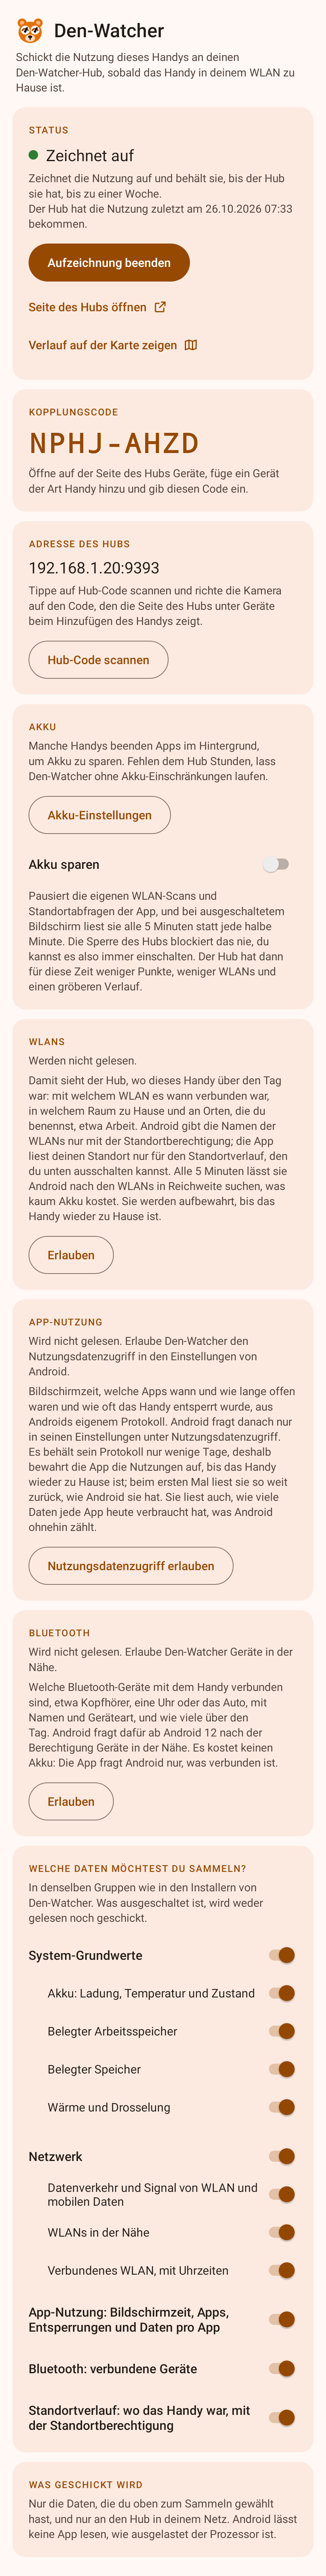 Den-Watcher
Schickt die Nutzung dieses Handys an deinen
Den-Watcher-Hub, sobald das Handy in deinem WLAN zu
Hause ist.
STATUS
Zeichnet auf
Zeichnet die Nutzung auf und behält sie, bis der Hub
sie hat, bis zu einer Woche.
Der Hub hat die Nutzung zuletzt am 26.10.2026 07:33
bekommen.
Aufzeichnung beenden
Seite des Hubs öffnen
Verlauf auf der Karte zeigen
KOPPLUNGSCODE
NPHJ-AHZD
Öffne auf der Seite des Hubs Geräte, füge ein Gerät
der Art Handy hinzu und gib diesen Code ein.
ADRESSE DES HUBS
192.168.1.20:9393
Tippe auf Hub-Code scannen und richte die Kamera
auf den Code, den die Seite des Hubs unter Geräte
beim Hinzufügen des Handys zeigt.
Hub-Code scannen
AKKU
Manche Handys beenden Apps im Hintergrund,
um Akku zu sparen. Fehlen dem Hub Stunden, lass
Den-Watcher ohne Akku-Einschränkungen laufen.
Akku-Einstellungen
Akku sparen
Pausiert die eigenen WLAN-Scans und
Standortabfragen der App, und bei ausgeschaltetem
Bildschirm liest sie alle 5 Minuten statt jede halbe
Minute. Die Sperre des Hubs blockiert das nie, du
kannst es also immer einschalten. Der Hub hat dann
für diese Zeit weniger Punkte, weniger WLANs und
einen gröberen Verlauf.
WLANS
Werden nicht gelesen.
Damit sieht der Hub, wo dieses Handy über den Tag
war: mit welchem WLAN es wann verbunden war,
in welchem Raum zu Hause und an Orten, die du
benennst, etwa Arbeit. Android gibt die Namen der
WLANs nur mit der Standortberechtigung; die App
liest deinen Standort nur für den Standortverlauf, den
du unten ausschalten kannst. Alle 5 Minuten lässt sie
Android nach den WLANs in Reichweite suchen, was
kaum Akku kostet. Sie werden aufbewahrt, bis das
Handy wieder zu Hause ist.
Erlauben
APP-NUTZUNG
Wird nicht gelesen. Erlaube Den-Watcher den
Nutzungsdatenzugriff in den Einstellungen von
Android.
Bildschirmzeit, welche Apps wann und wie lange offen
waren und wie oft das Handy entsperrt wurde, aus
Androids eigenem Protokoll. Android fragt danach nur
in seinen Einstellungen unter Nutzungsdatenzugriff.
Es behält sein Protokoll nur wenige Tage, deshalb
bewahrt die App die Nutzungen auf, bis das Handy
wieder zu Hause ist; beim ersten Mal liest sie so weit
zurück, wie Android sie hat. Sie liest auch, wie viele
Daten jede App heute verbraucht hat, was Android
ohnehin zählt.
Nutzungsdatenzugriff erlauben
BLUETOOTH
Wird nicht gelesen. Erlaube Den-Watcher Geräte in der
Nähe.
Welche Bluetooth-Geräte mit dem Handy verbunden
sind, etwa Kopfhörer, eine Uhr oder das Auto, mit
Namen und Geräteart, und wie viele über den
Tag. Android fragt dafür ab Android 12 nach der
Berechtigung Geräte in der Nähe. Es kostet keinen
Akku: Die App fragt Android nur, was verbunden ist.
Erlauben
WELCHE DATEN MÖCHTEST DU SAMMELN?
In denselben Gruppen wie in den Installern von
Den-Watcher. Was ausgeschaltet ist, wird weder
gelesen noch geschickt.
System-Grundwerte
Akku: Ladung, Temperatur und Zustand
Belegter Arbeitsspeicher
Belegter Speicher
Wärme und Drosselung
Netzwerk
Datenverkehr und Signal von WLAN und
mobilen Daten
WLANs in der Nähe
Verbundenes WLAN, mit Uhrzeiten
App-Nutzung: Bildschirmzeit, Apps,
Entsperrungen und Daten pro App
Bluetooth: verbundene Geräte
Standortverlauf: wo das Handy war, mit
der Standortberechtigung
WAS GESCHICKT WIRD
Nur die Daten, die du oben zum Sammeln gewählt
hast, und nur an den Hub in deinem Netz. Android lässt
keine App lesen, wie ausgelastet der Prozessor ist.